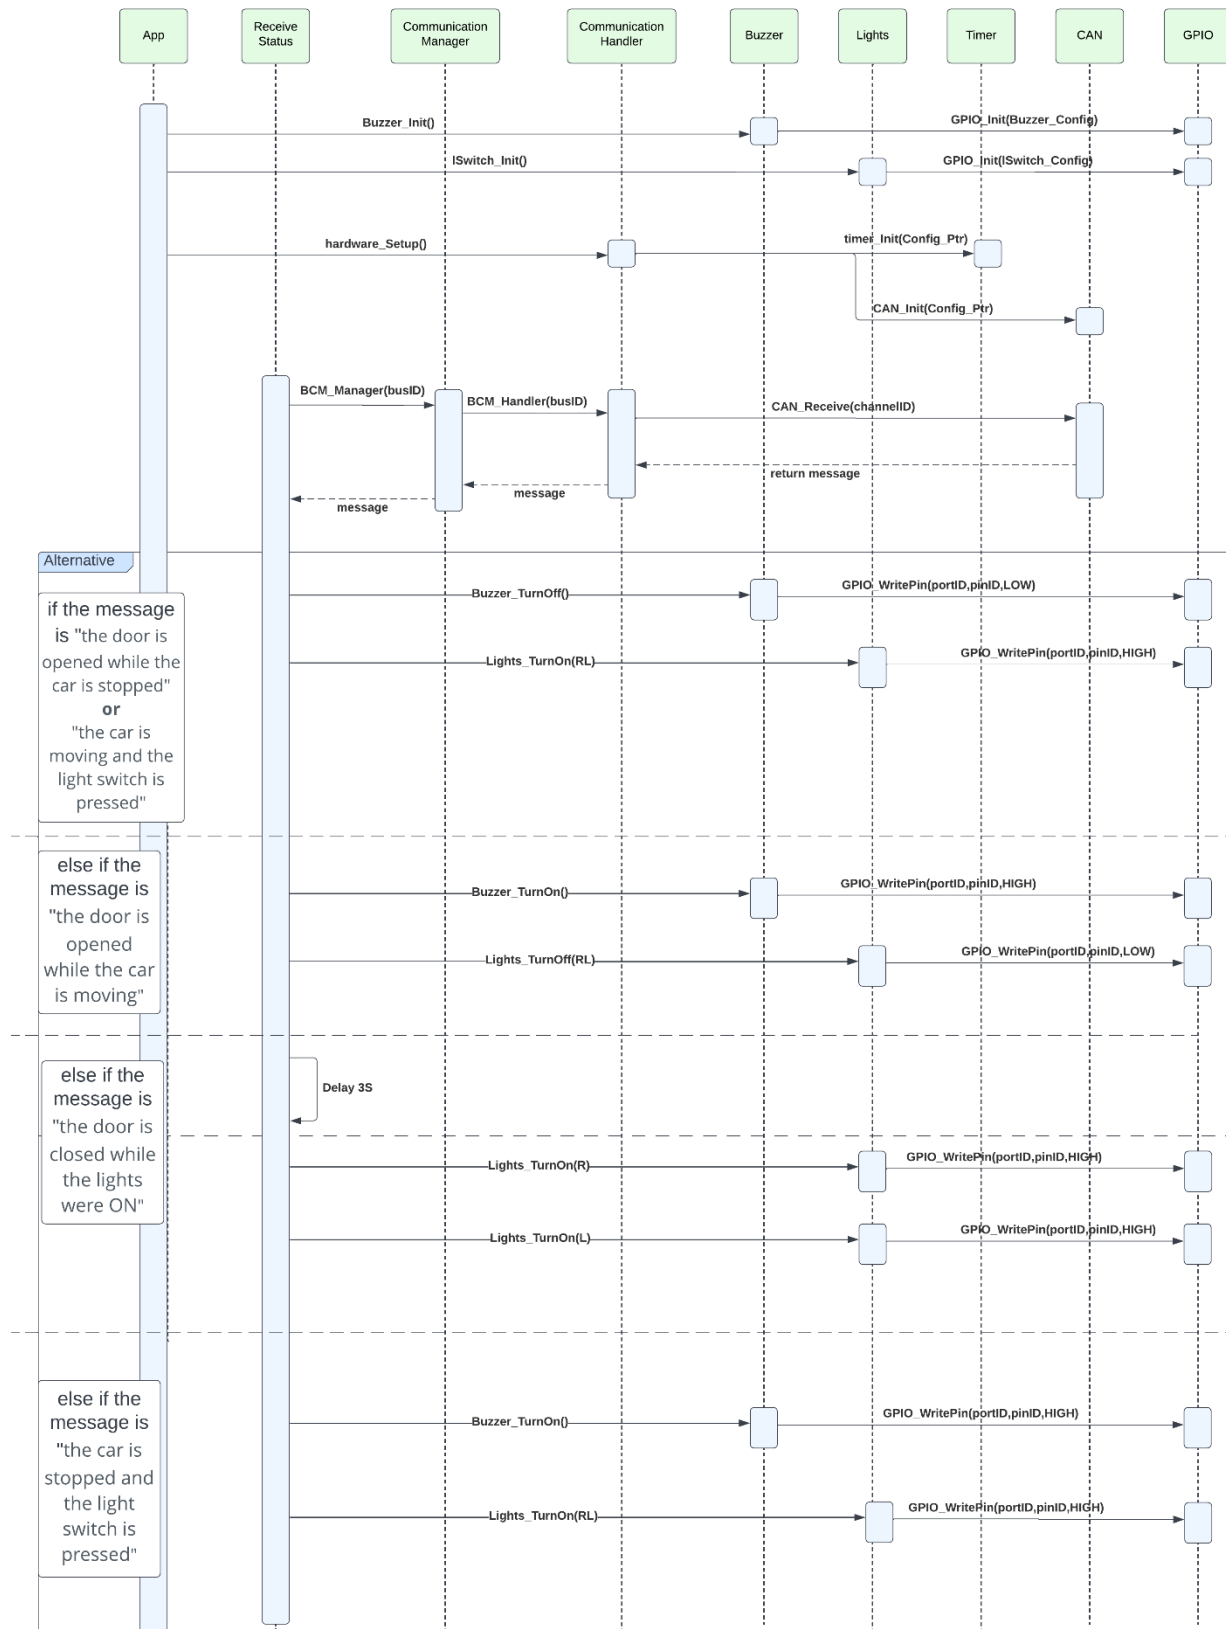 App
Receive
Status
Communication
Manager
Communication
Handler
Buzzer
Lights
Timer
CAN
GPIO
Buzzer_Init()
GPIO_Init(Buzzer_Config)
lSwitch_Init()
GPIO_Init(lSwitch_Config)
hardware_Setup()
timer_Init(Config_Ptr)
CAN_Init(Config_Ptr)
BCM_Manager(busID)
BCM_Handler(busID)
CAN_Receive(channelID)
return message
message
message
Alternative
if the message
is "the door is
opened while the
car is stopped"
or
"the car is
moving and the
light switch is
pressed"
Buzzer_TurnOff()
GPIO_WritePin(portID,pinID,LOW)
Lights_TurnOn(RL)
GPIO_WritePin(portID,pinID,HIGH)
else if the
message is
"the door is
opened
while the car
is moving"
Buzzer_TurnOn()
GPIO_WritePin(portID,pinID,HIGH)
Lights_TurnOff(RL)
GPIO_WritePin(portID,pinID,LOW)
else if the
message is
"the door is
closed while
the lights
were ON"
Delay 3S
Lights_TurnOn(R)
GPIO_WritePin(portID,pinID,HIGH)
Lights_TurnOn(L)
GPIO_WritePin(portID,pinID,HIGH)
else if the
message is
"the car is
stopped and
the light
switch is
pressed"
Buzzer_TurnOn()
GPIO_WritePin(portID,pinID,HIGH)
Lights_TurnOn(RL)
GPIO_WritePin(portID,pinID,HIGH)